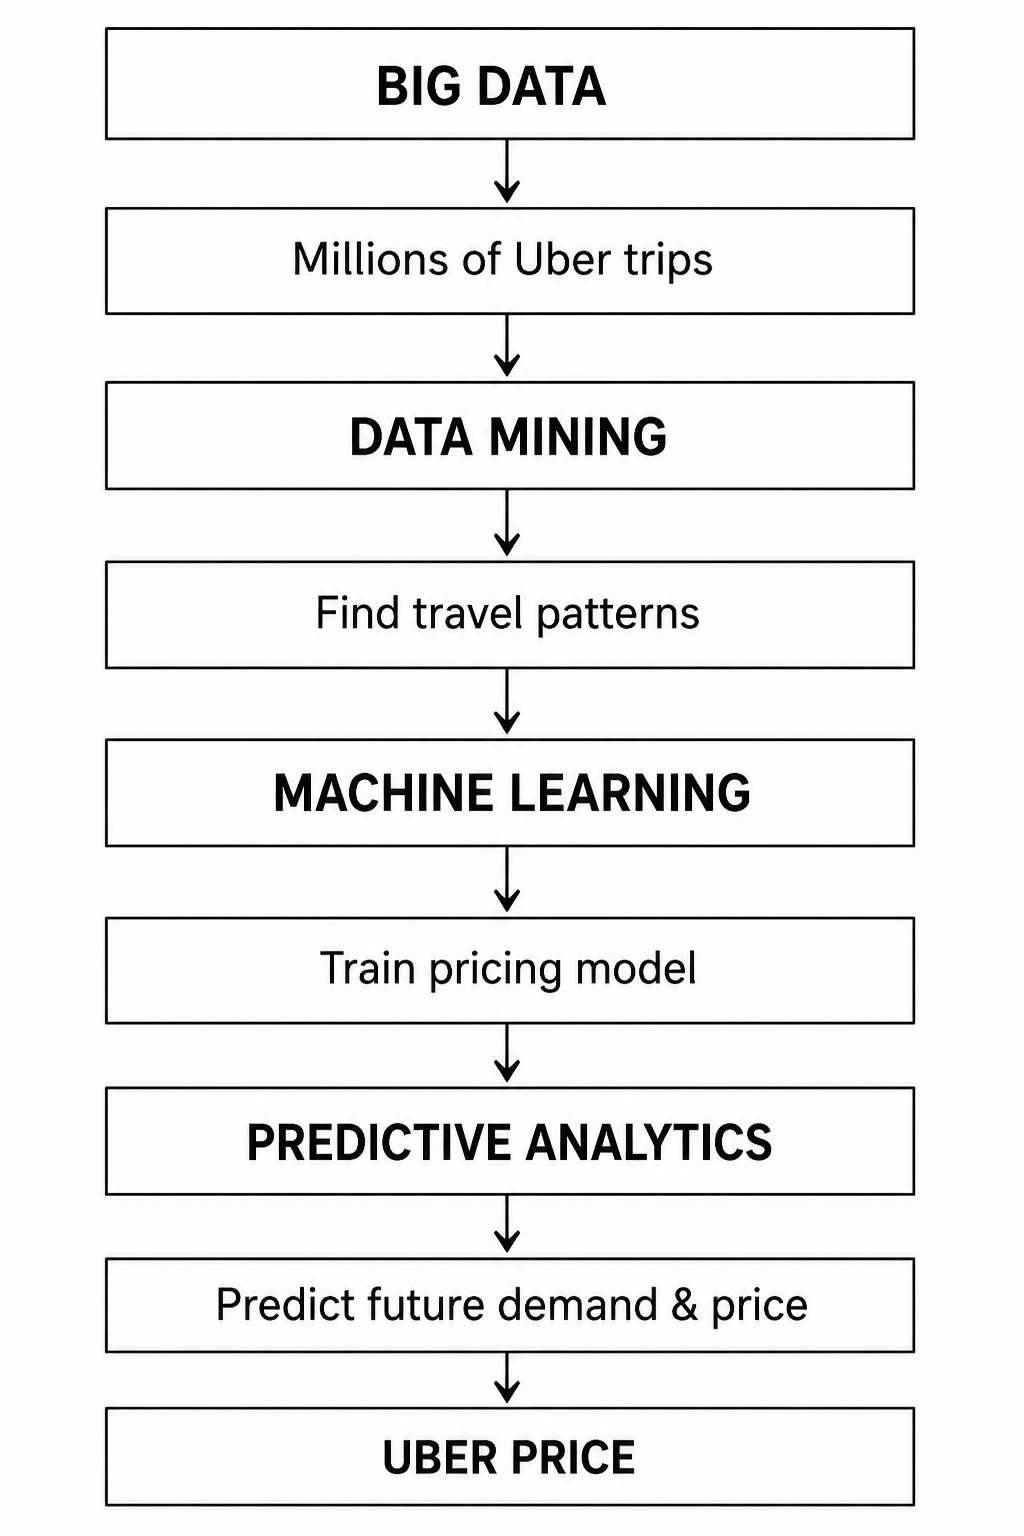 BIG DATA
Millions of Uber trips
DATA MINING
Find travel patterns
MACHINE LEARNING
Train pricing model
PREDICTIVE ANALYTICS
Predict future demand & price
UBER PRICE